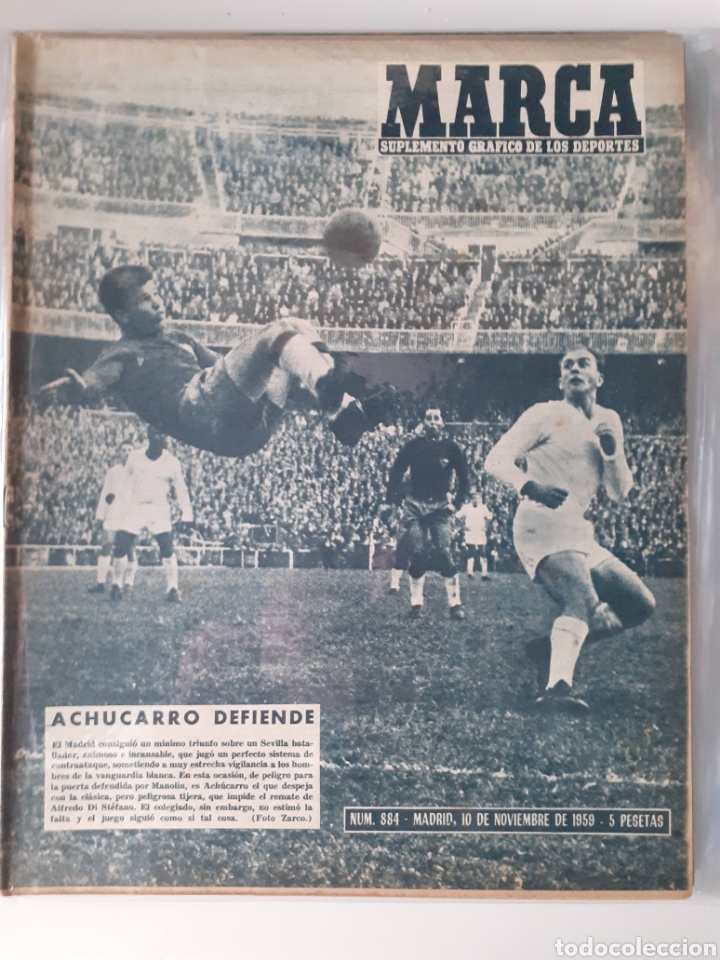 MARCA
SUPLEMENTO GRAFICO DE LOS DEPORTES
ACHUCARRO DEFIENDE
El Madrid consiguió un mínimo triunfo sobre un Sevilla bata-
llador, animoso e incansable, que jugó un perfecto sistema de
contraataque, sometiendo a muy estrecha vigilancia a los hom-
bres de la vanguardia blanca. En esta ocasión, de peligro para
la puerta defendida por Manolín, es Achúcarro el que despeja
con la clásica, pero peligrosa tijera, que impide el remate de
Alfredo Di Stéfano. El colegiado, sin embargo, no estimó la
falta y el juego siguió como si tal cosa. (Foto Zarco.)
NUM. 884 - MADRID, 10 DE NOVIEMBRE DE 1959 - 5 PESETAS
todocoleccion